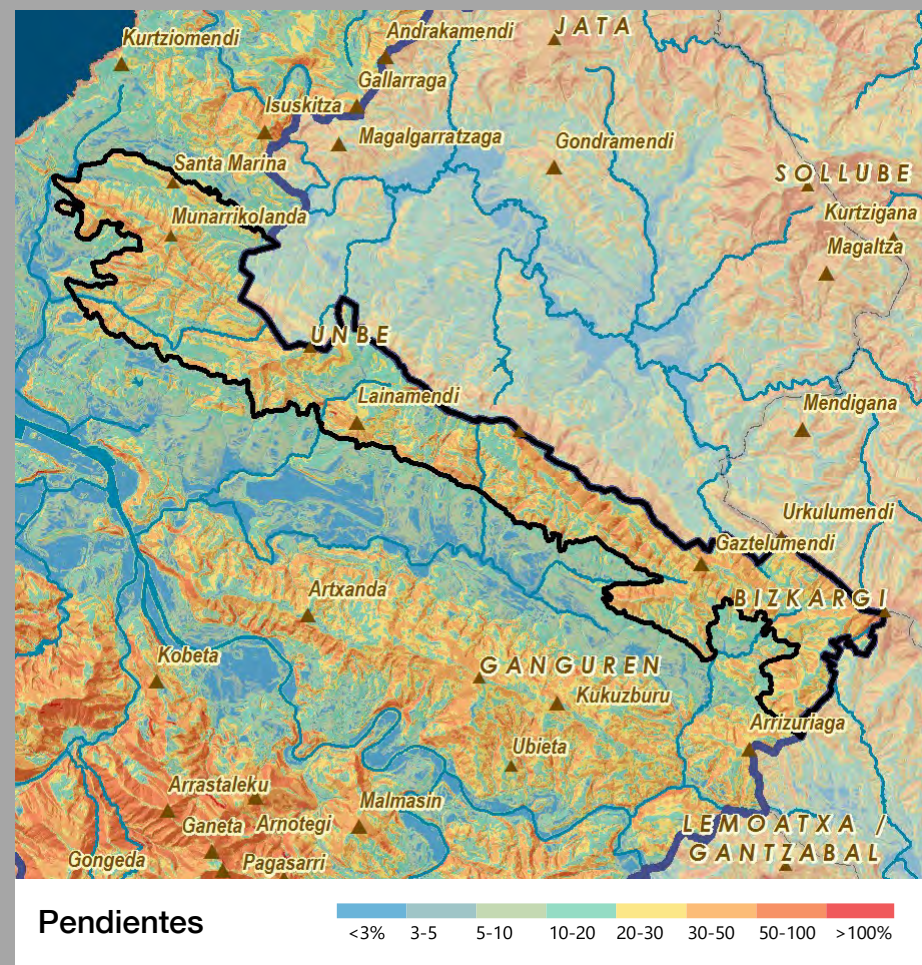 Kurtziomendi
Andrakamendi
JATA
Gallarraga
Isuskitza
Magalgarratzaga
Gondramendi
Santa Marina
SOLLUBE
Munarrikolanda
Kurtzigana
Magaltza
UNBE
Lainamendi
Mendigana
Urkulumendi
Gaztelumendi
Artxanda
BIZKARGI
Kobeta
GANGUREN
Kukuzburu
Arrizuriaga
Ubieta
Arrastaleku
Malmasin
Ganeta
Arnotegi
LEMOATXA /
GANTZABAL
Gongeda
Pagasarri
Pendientes
<3% 3-5 5-10 10-20 20-30 30-50 50-100 >100%